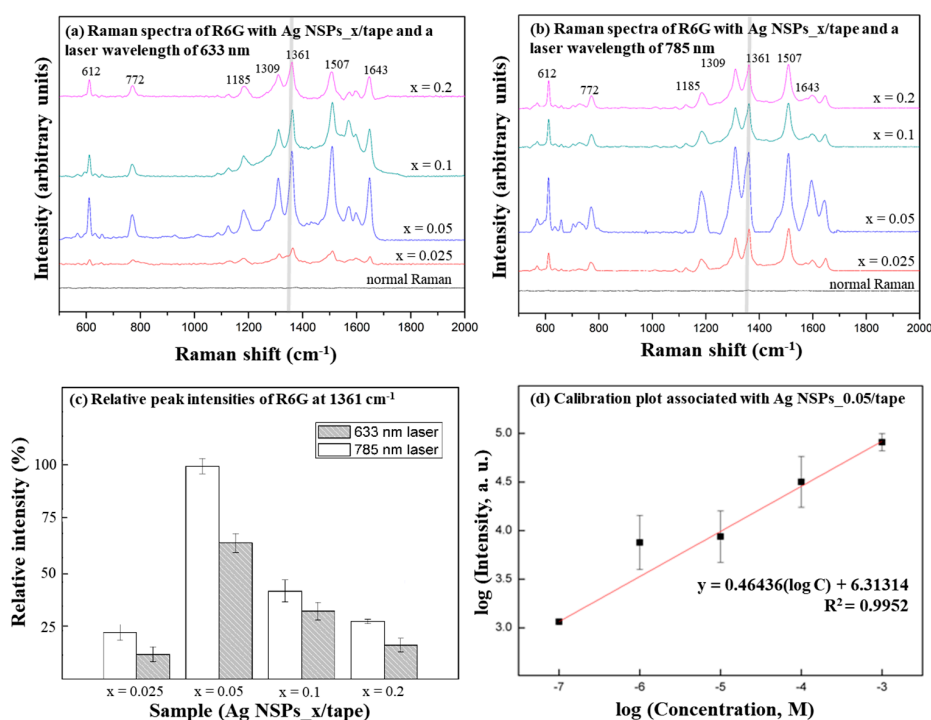 (a) Raman spectra of R6G with Ag NSPs_x/tape and a
laser wavelength of 633 nm
612
772
1185
1309
1361
1507
1643
x = 0.2
x = 0.1
x = 0.05
x = 0.025
normal Raman
Intensity (arbitrary units)
600 800 1000 1200 1400 1600 1800 2000
Raman shift (cm⁻¹)
(b) Raman spectra of R6G with Ag NSPs_x/tape and
a laser wavelength of 785 nm
612
772
1185
1309
1361
1507
1643
x = 0.2
x = 0.1
x = 0.05
x = 0.025
normal Raman
Intensity (arbitrary units)
600 800 1000 1200 1400 1600 1800 2000
Raman shift (cm⁻¹)
(c) Relative peak intensities of R6G at 1361 cm⁻¹
633 nm laser
785 nm laser
Relative intensity (%)
100
75
50
25
x = 0.025 x = 0.05 x = 0.1 x = 0.2
Sample (Ag NSPs_x/tape)
(d) Calibration plot associated with Ag NSPs_0.05/tape
log (Intensity, a. u.)
5.0
4.5
4.0
3.5
3.0
y = 0.46436(log C) + 6.31314
R² = 0.9952
-7 -6 -5 -4 -3
log (Concentration, M)